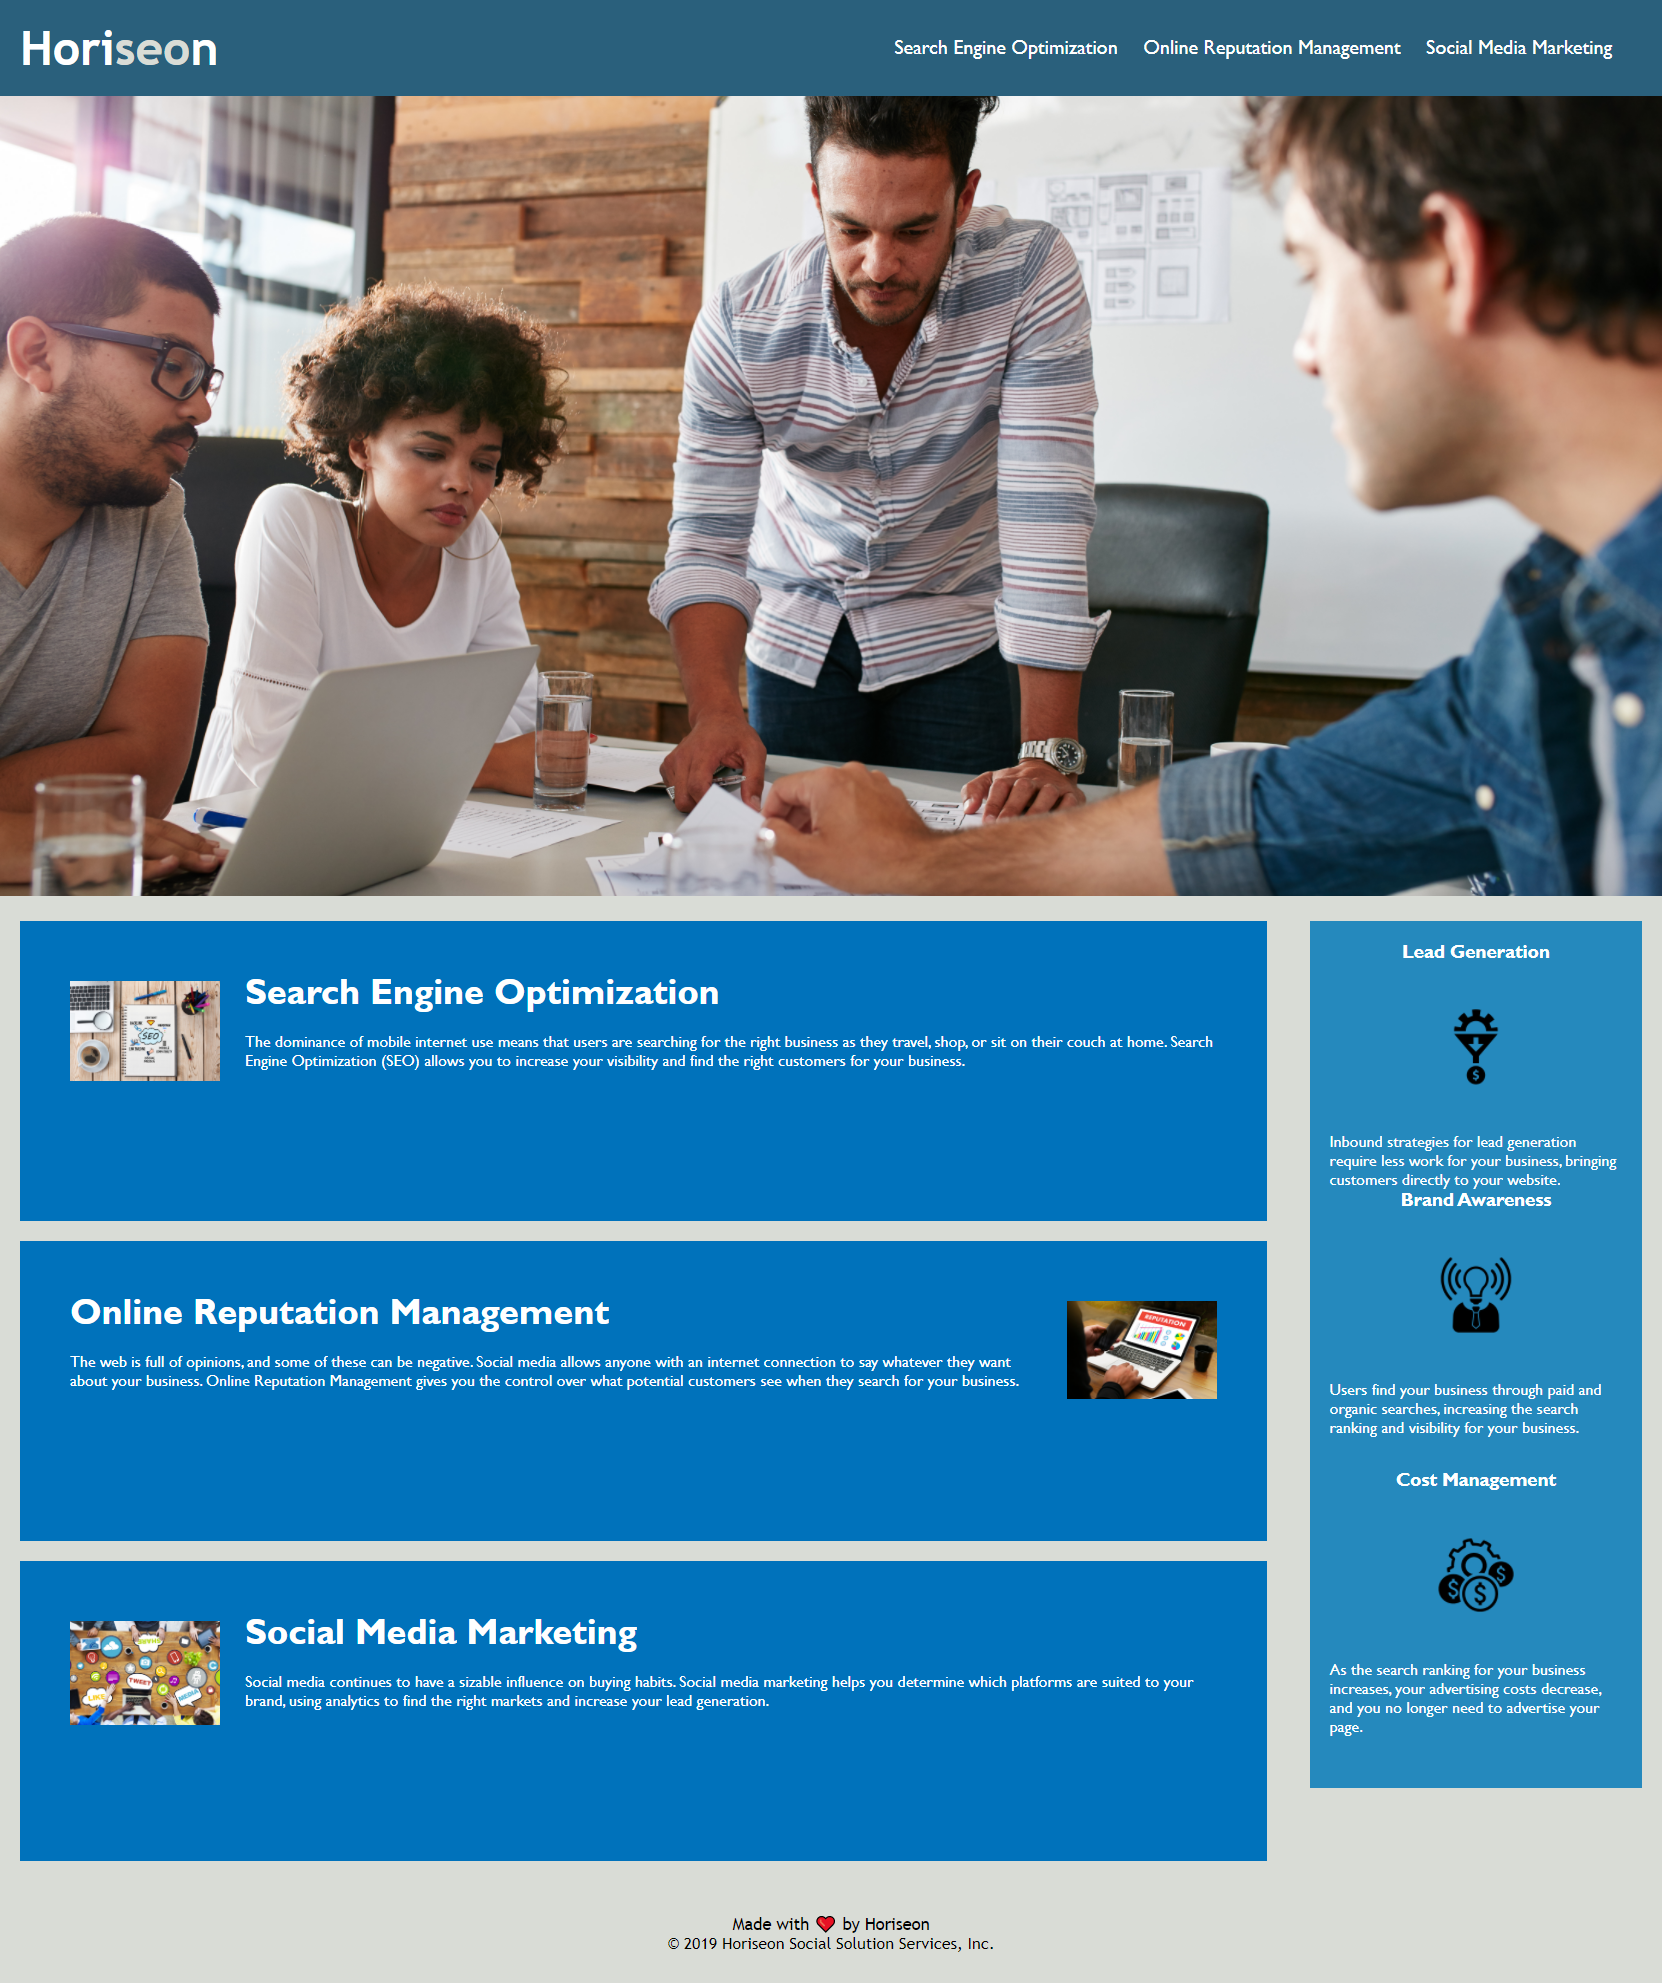 Horiseon
Search Engine Optimization
Online Reputation Management
Social Media Marketing
SEO
Search Engine Optimization
The dominance of mobile internet use means that users are searching for the right business as they travel, shop, or sit on their couch at home. Search
Engine Optimization (SEO) allows you to increase your visibility and find the right customers for your business.
Online Reputation Management
The web is full of opinions, and some of these can be negative. Social media allows anyone with an internet connection to say whatever they want
about your business. Online Reputation Management gives you the control over what potential customers see when they search for your business.
REPUTATION
SHARE
TWEET
LIKE
MEDIA
Social Media Marketing
Social media continues to have a sizable influence on buying habits. Social media marketing helps you determine which platforms are suited to your
brand, using analytics to find the right markets and increase your lead generation.
Lead Generation
$
Inbound strategies for lead generation
require less work for your business, bringing
customers directly to your website.
Brand Awareness
Users find your business through paid and
organic searches, increasing the search
ranking and visibility for your business.
Cost Management
$ $ $
As the search ranking for your business
increases, your advertising costs decrease,
and you no longer need to advertise your
page.
Made with ❤️ by Horiseon
© 2019 Horiseon Social Solution Services, Inc.